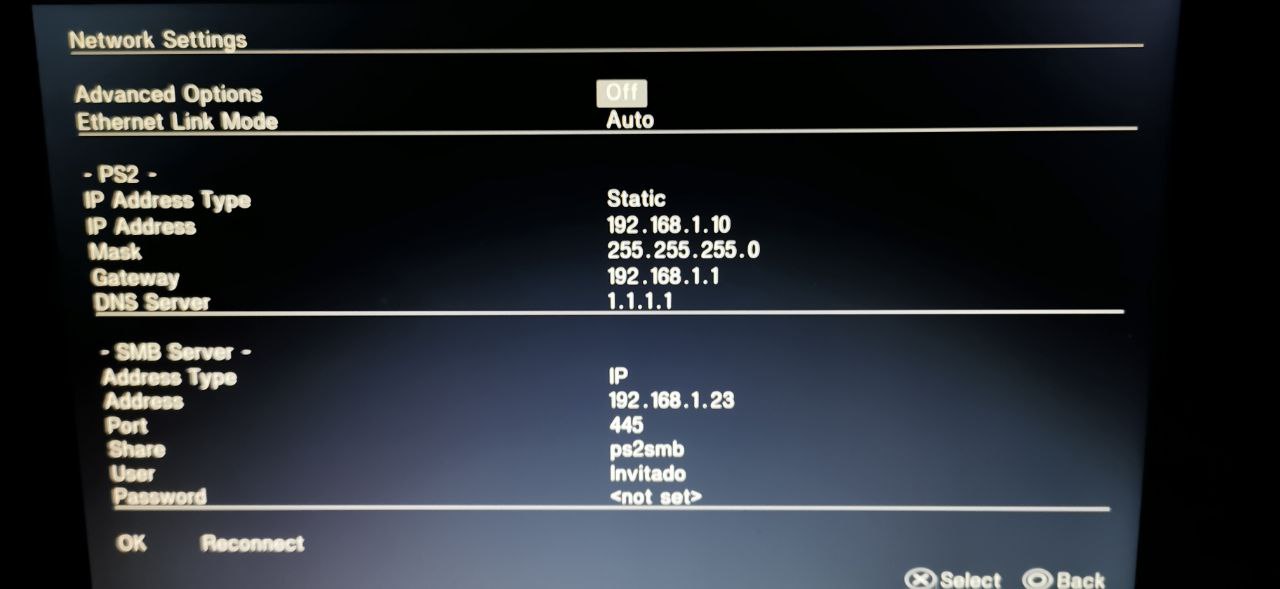 Network Settings
Advanced Options Off
Ethernet Link Mode Auto
- PS2 -
IP Address Type Static
IP Address 192.168.1.10
Mask 255.255.255.0
Gateway 192.168.1.1
DNS Server 1.1.1.1
- SMB Server -
Address Type IP
Address 192.168.1.23
Port 445
Share ps2smb
User Invitado
Password <not set>
OK Reconnect
Select Back